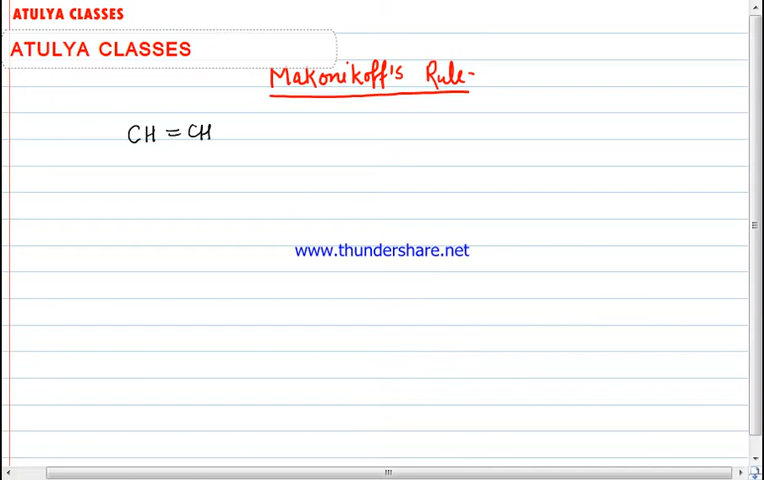 ATULYA CLASSES
ATULYA CLASSES
Makonikoff's Rule-
CH = CH
www.thundershare.net